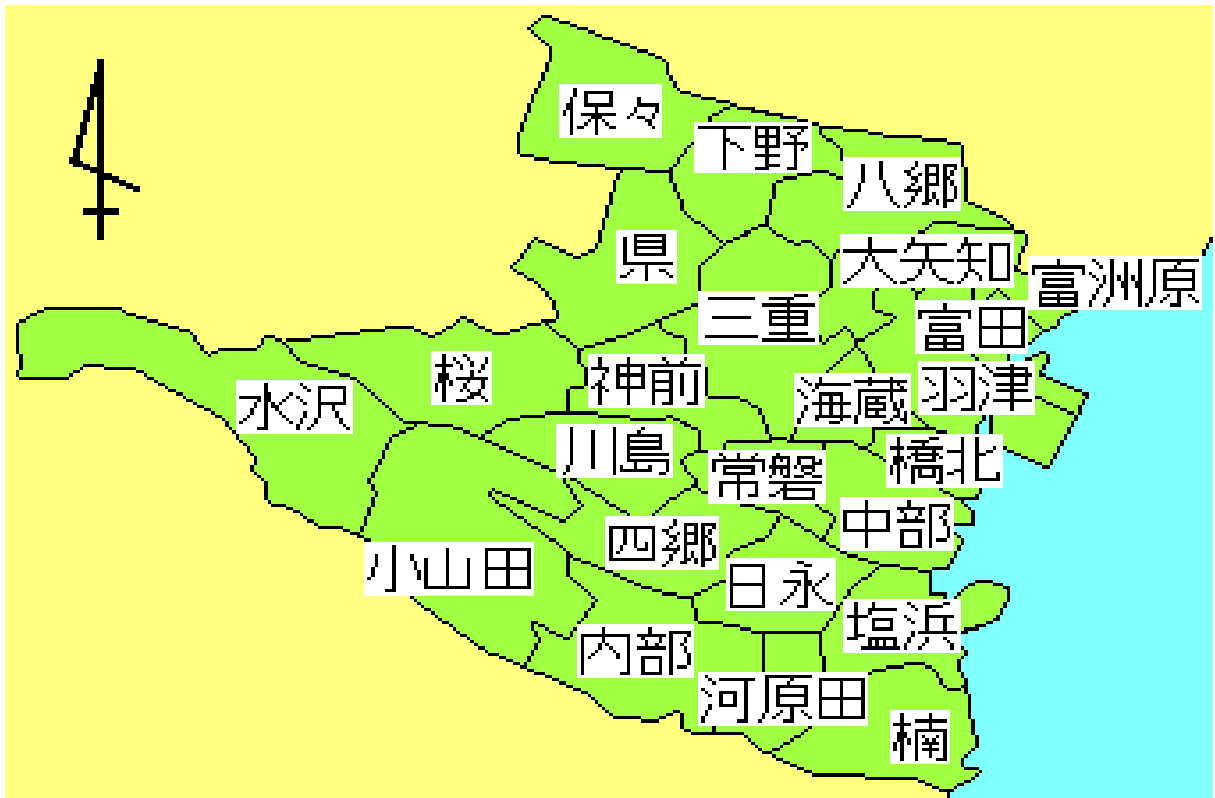 保々
下野
八郷
県
大矢知
富洲原
三重
富田
桜
神前
羽津
水沢
海蔵
川島
橋北
常磐
中部
四郷
小山田
日永
塩浜
内部
河原田
楠